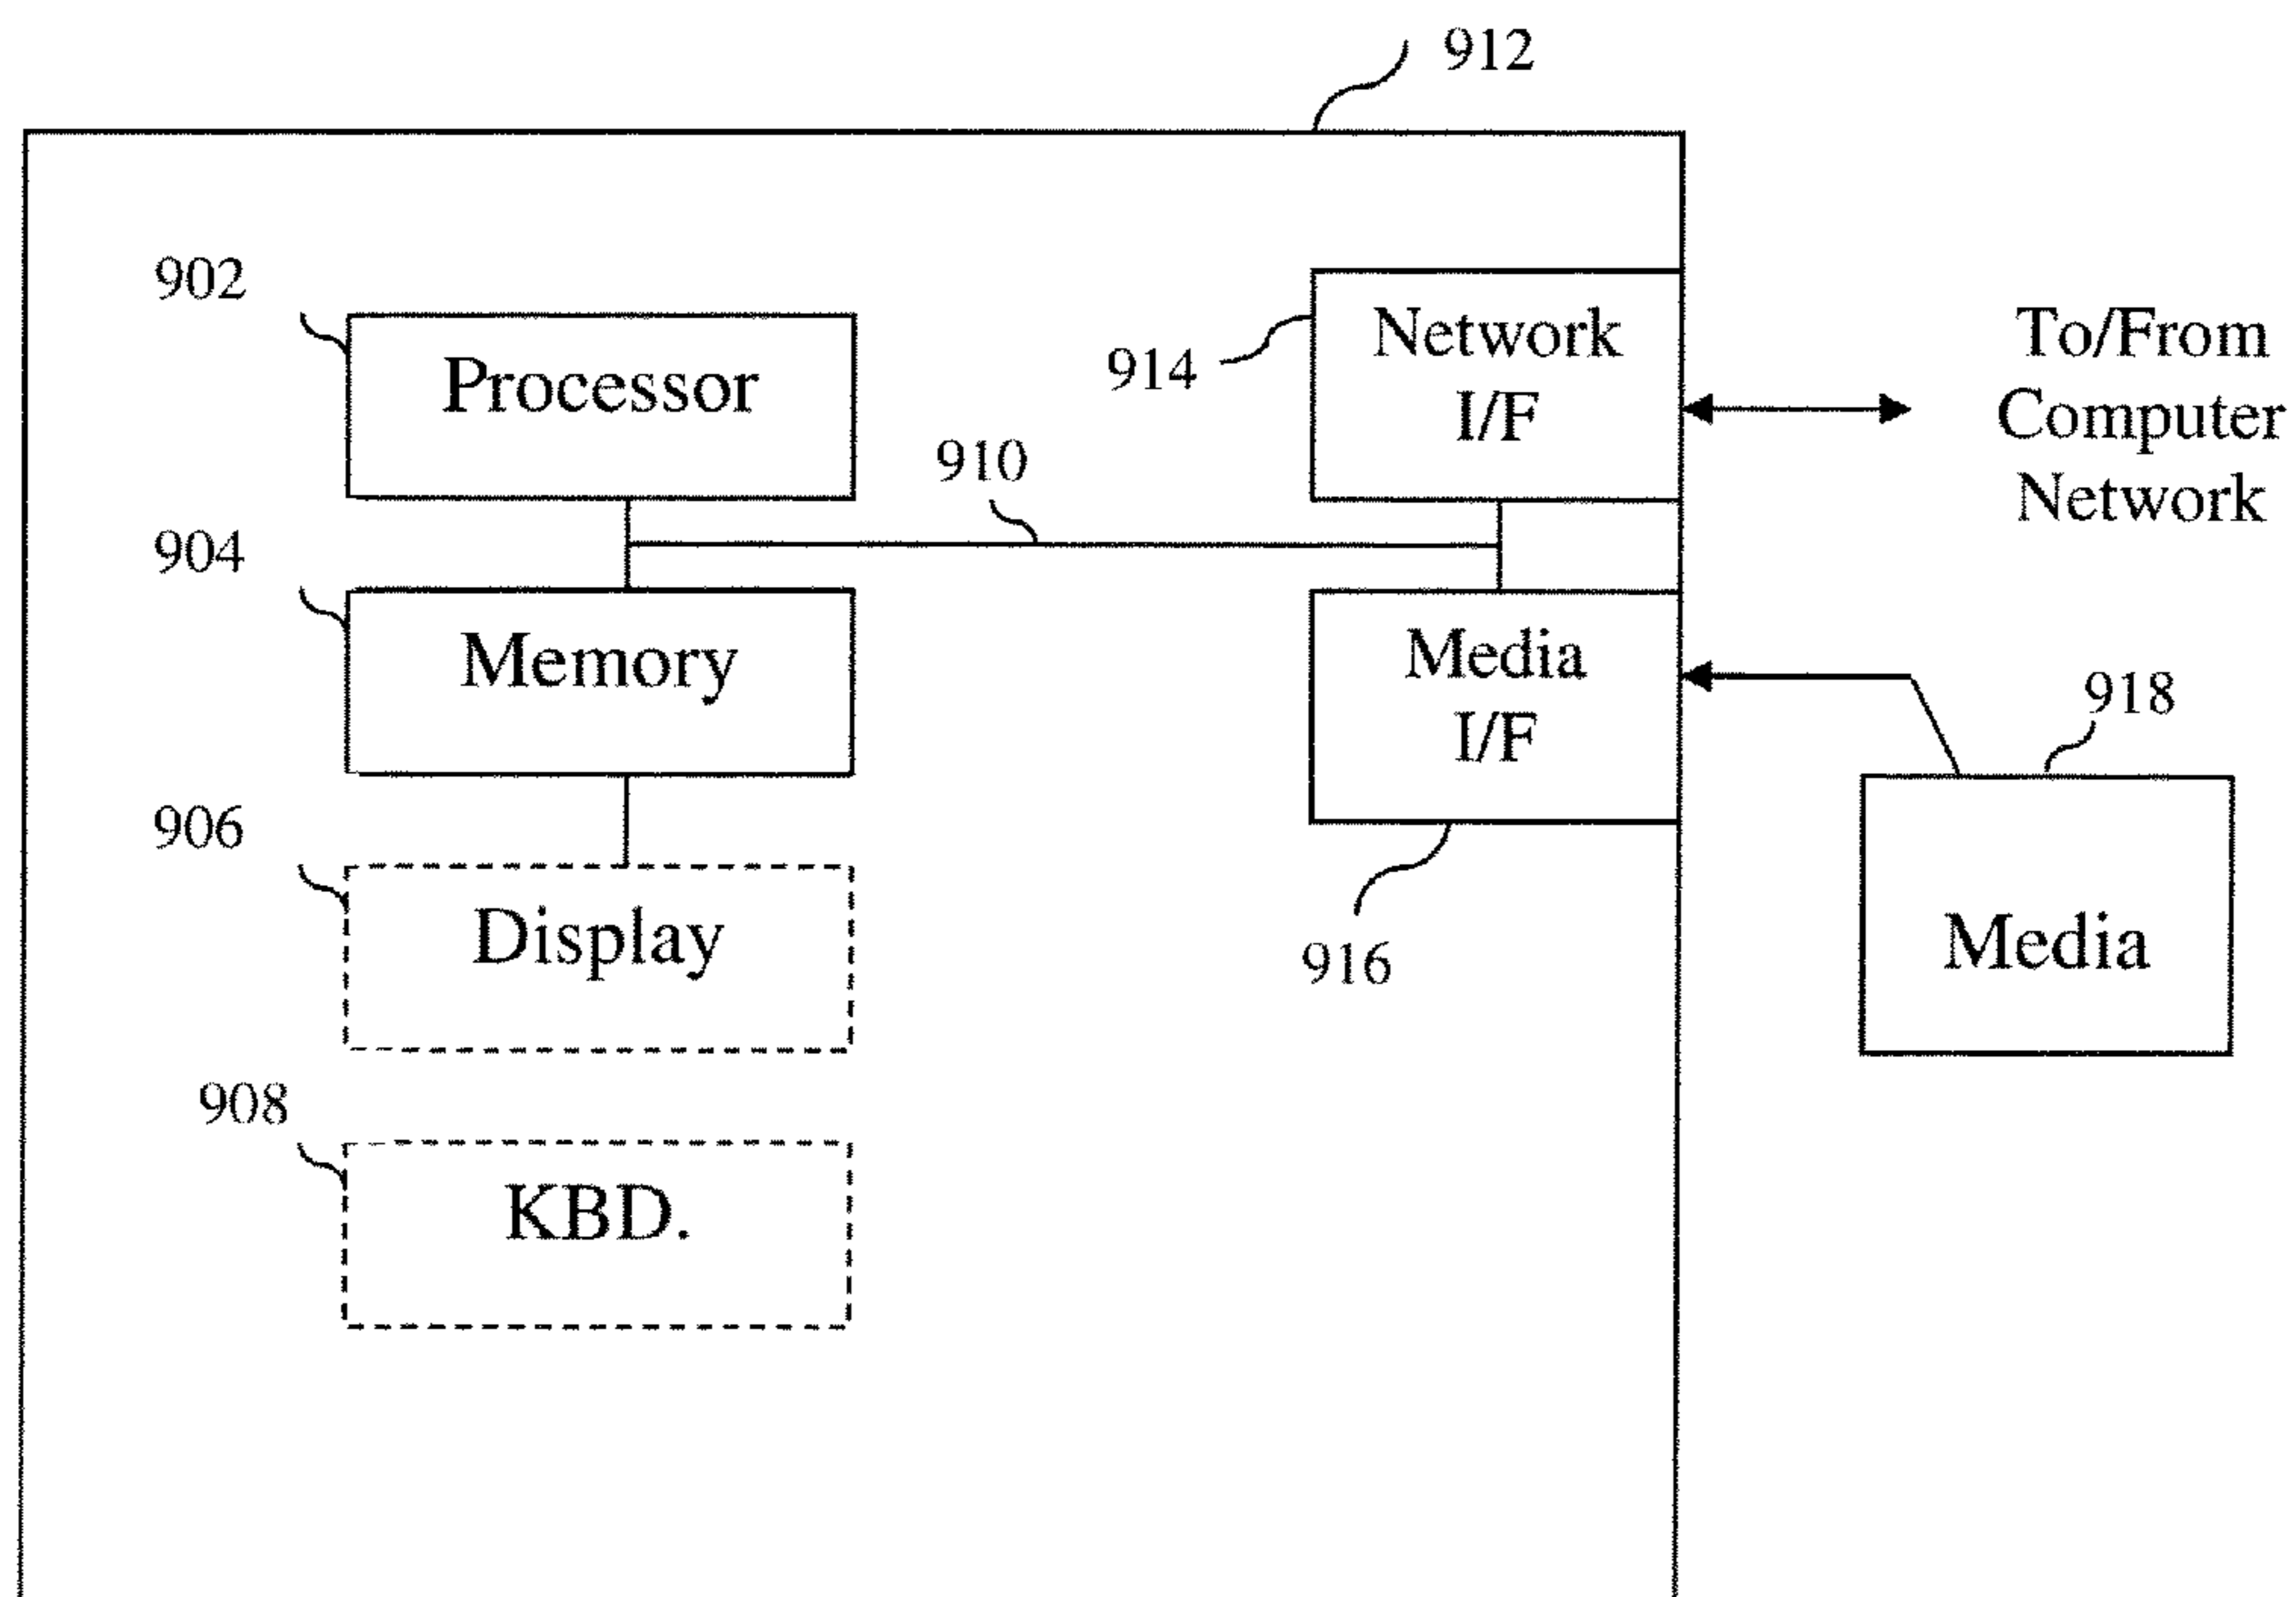 912
902
Processor
914
Network
I/F
To/From
Computer
Network
910
904
Memory
Media
I/F
918
906
Display
916
Media
908
KBD.